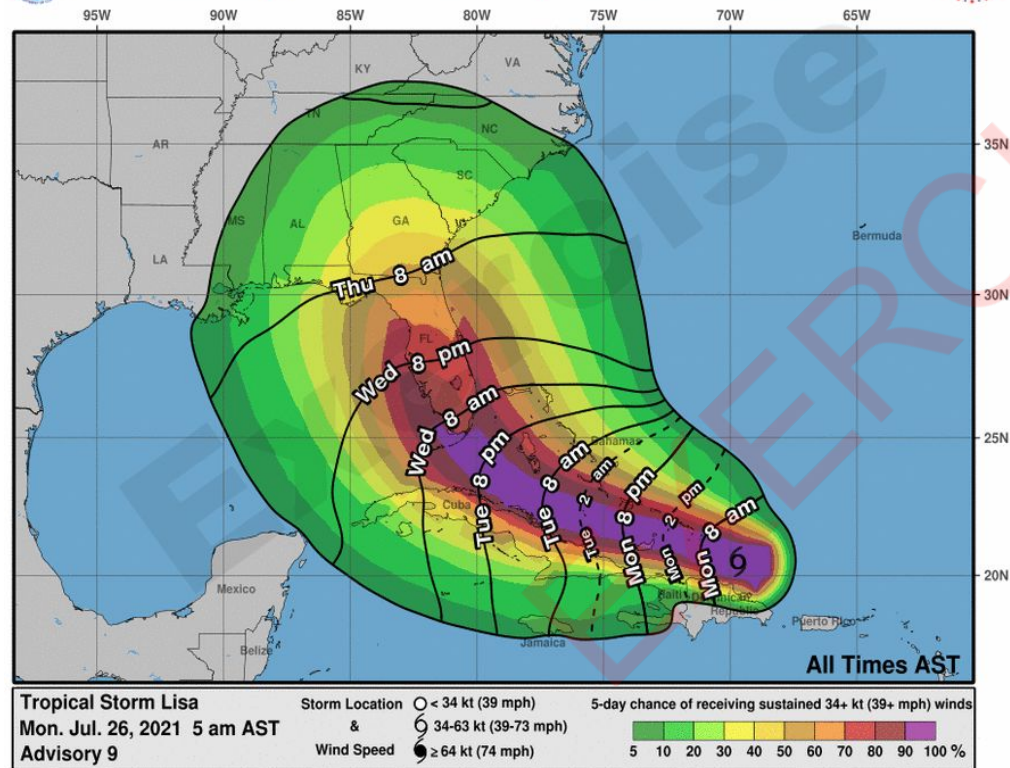 95W 90W 85W 80W 75W 70W 65W
KY
VA
TN
NC
35N
AR
SC
MS
AL
GA
Bermuda
LA
Thu 8 am
30N
FL
Wed 8 pm
Wed 8 am
25N
Bahamas
Tue 8 pm
Tue 8 am
Tue 2 am
Mon 8 pm
Mon 2 pm
Mon 8 am
Cuba
20N
Mexico
Haiti
Puerto Rico
Belize
Jamaica
Exercise
EXERC
All Times AST
Tropical Storm Lisa
Mon. Jul. 26, 2021 5 am AST
Advisory 9
Storm Location
&
Wind Speed
< 34 kt (39 mph)
34-63 kt (39-73 mph)
≥ 64 kt (74 mph)
5-day chance of receiving sustained 34+ kt (39+ mph) winds
5 10 20 30 40 50 60 70 80 90 100 %